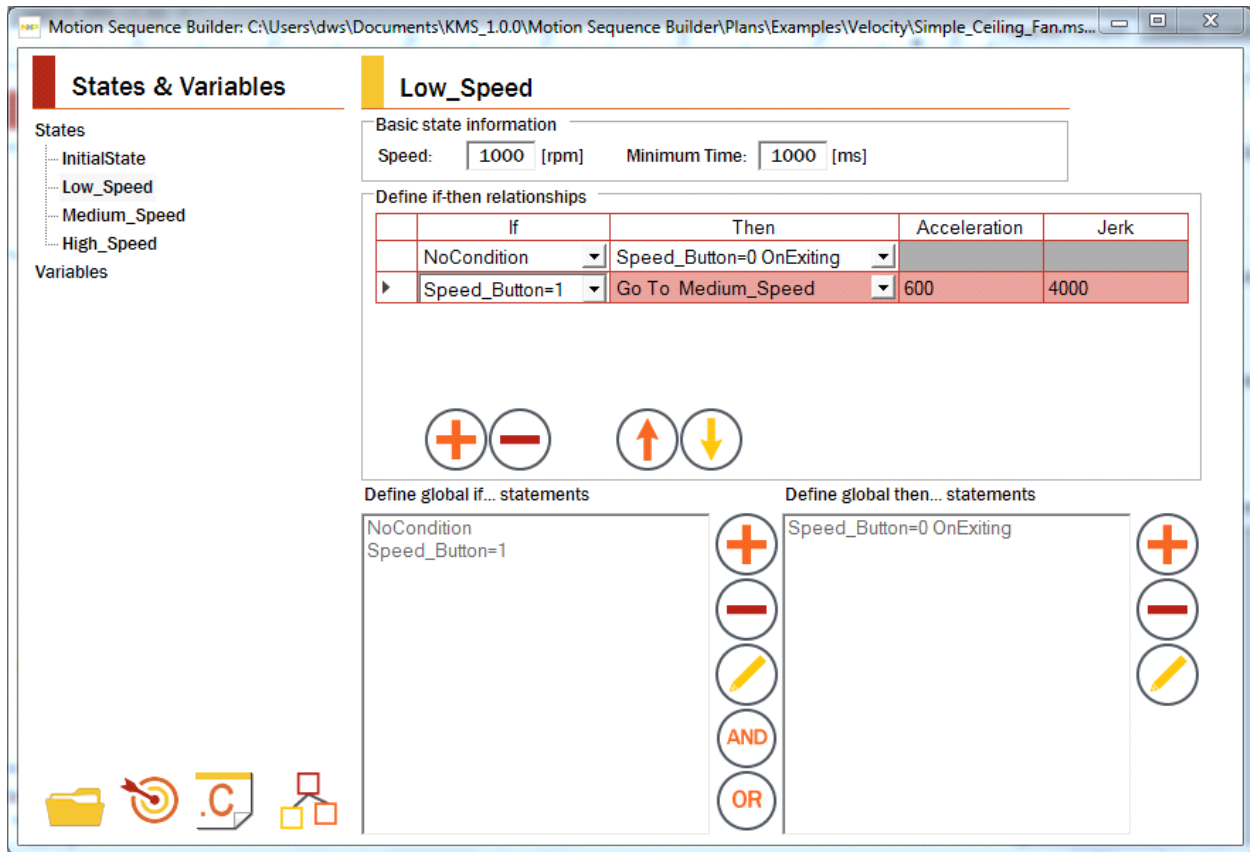 Motion Sequence Builder: C:\Users\dws\Documents\KMS_1.0.0\Motion Sequence Builder\Plans\Examples\Velocity\Simple_Ceiling_Fan.ms...
States & Variables
States
InitialState
Low_Speed
Medium_Speed
High_Speed
Variables
Low_Speed
Basic state information
Speed: 1000 [rpm] Minimum Time: 1000 [ms]
Define if-then relationships
If Then Acceleration Jerk
NoCondition Speed_Button=0 OnExiting
Speed_Button=1 Go To Medium_Speed 600 4000
Define global if... statements
NoCondition
Speed_Button=1
AND
OR
Define global then... statements
Speed_Button=0 OnExiting
.C